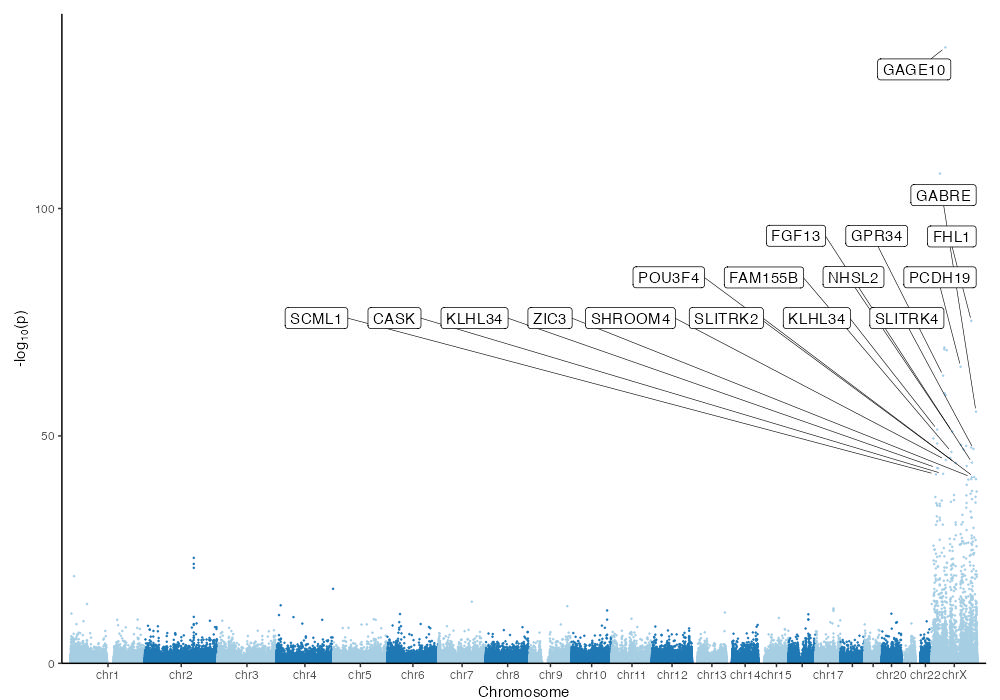 GAGE10
GABRE
100
FGF13 GPR34 FHL1
POU3F4 FAM155B NHSL2 PCDH19
SCML1 CASK KLHL34 ZIC3 SHROOM4 SLITRK2 KLHL34 SLITRK4
-log10(p)
50
0
chr1 chr2 chr3 chr4 chr5 chr6 chr7 chr8 chr9 chr10 chr11 chr12 chr13 chr14 chr15 chr17 chr20 chr22 chrX
Chromosome